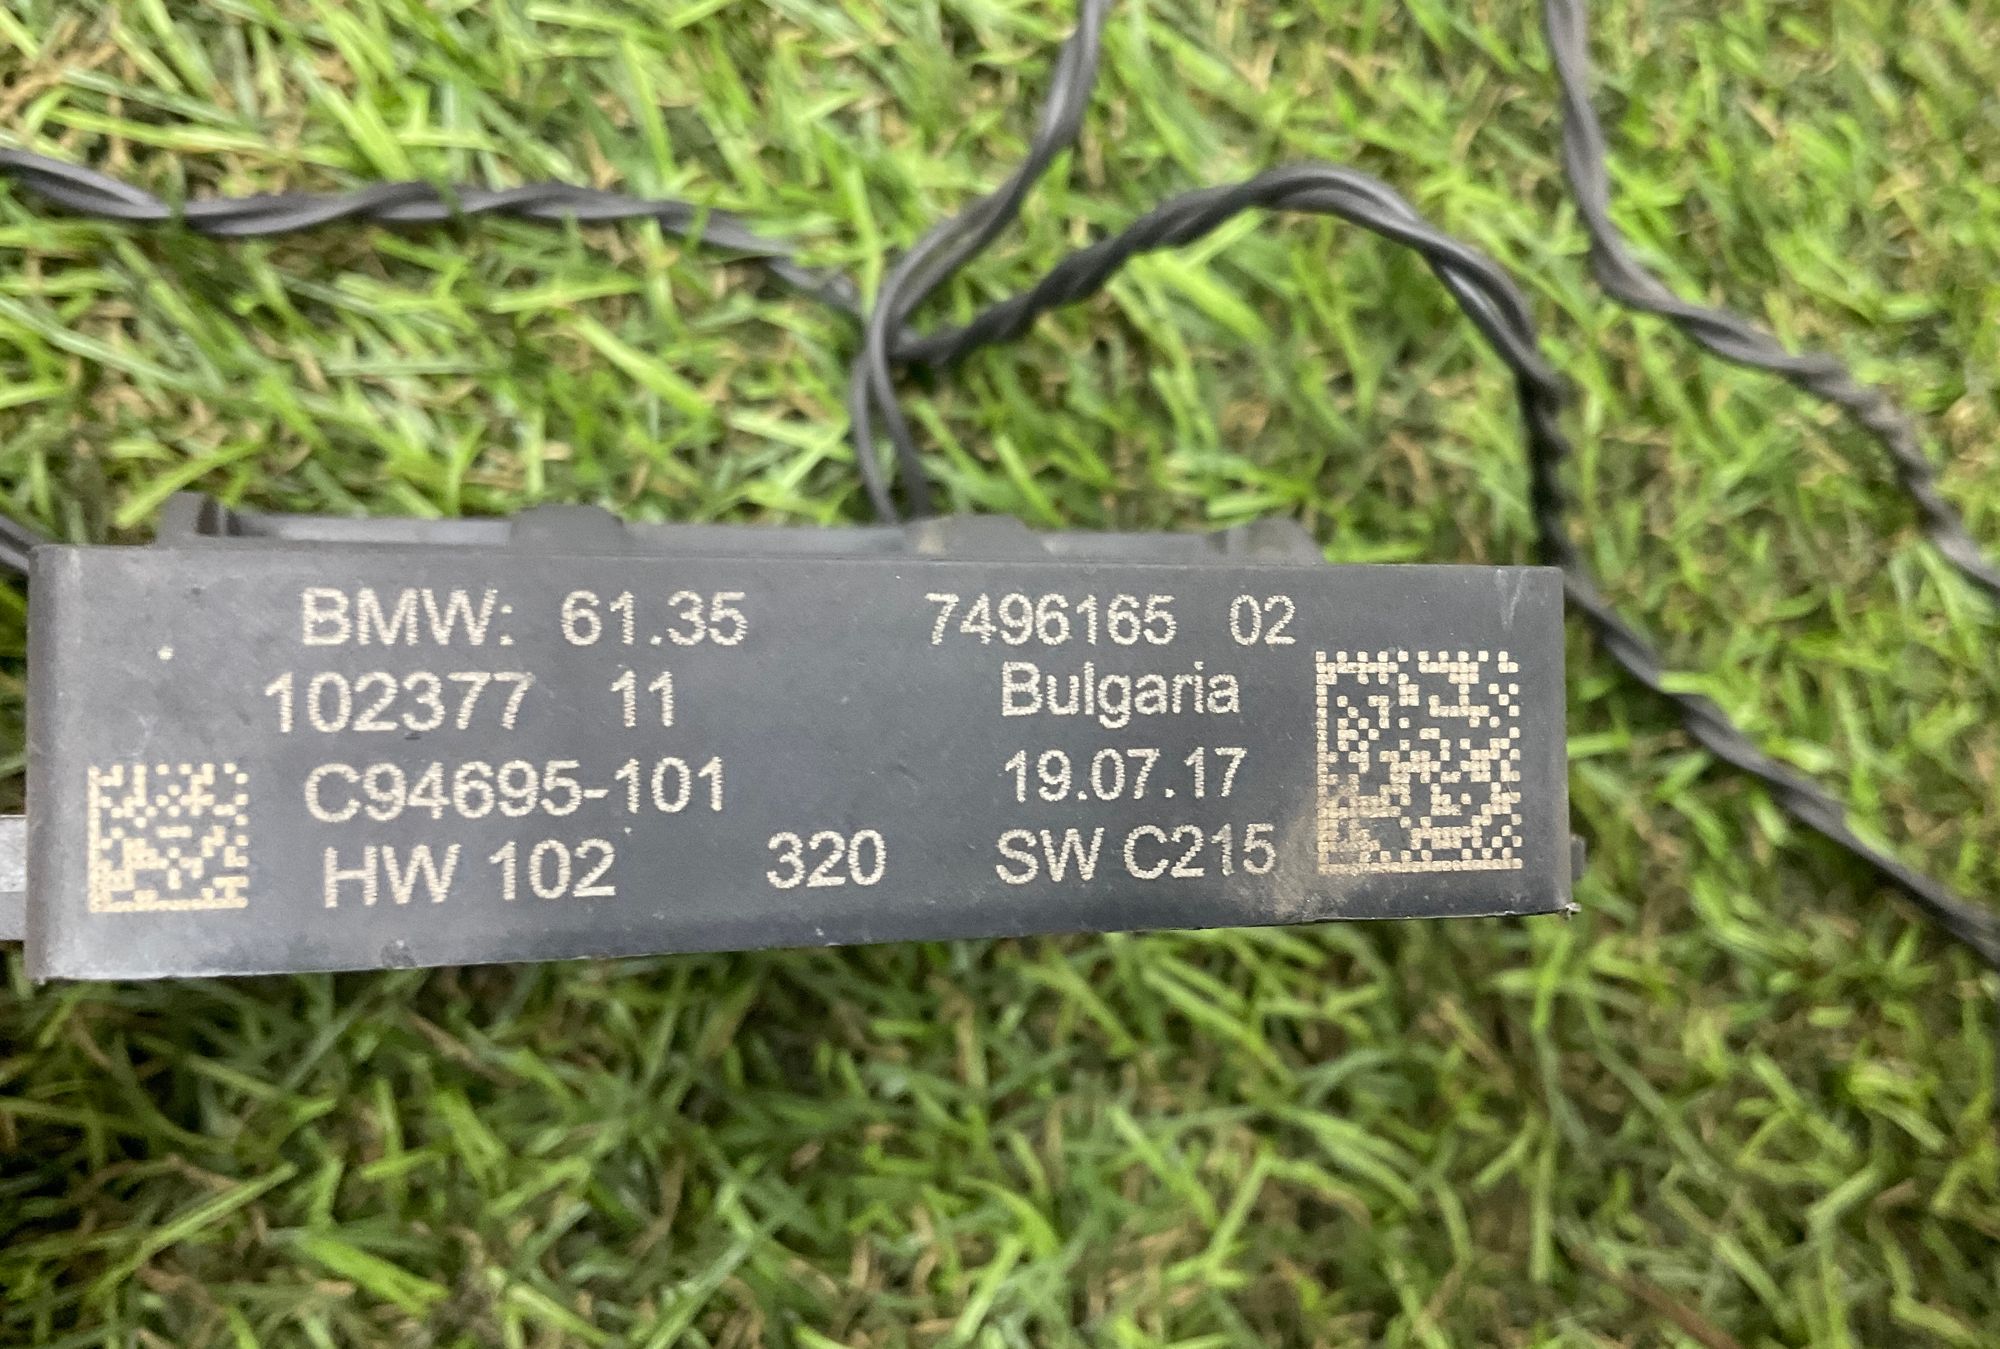 BMW: 61.35 7496165 02
102377 11 Bulgaria
C94695-101 19.07.17
HW 102 320 SW C215